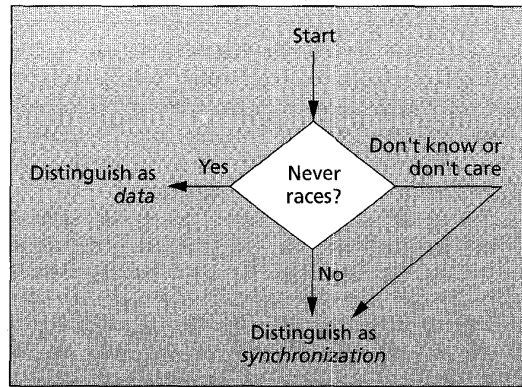 Start
Don't know or
don't care
Yes
Never
races?
Distinguish as
data
No
Distinguish as
synchronization